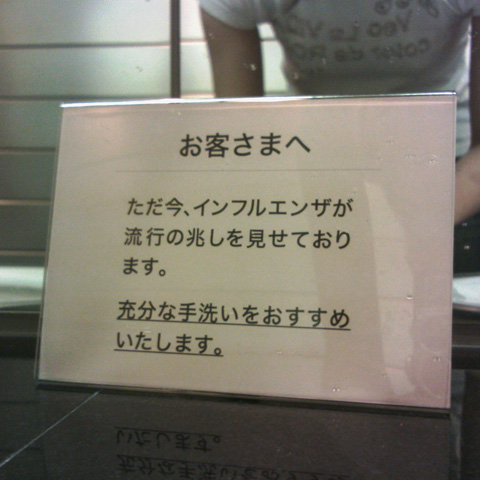 お客さまへ
ただ今、インフルエンザが
流行の兆しを見せており
ます。
充分な手洗いをおすすめ
いたします。